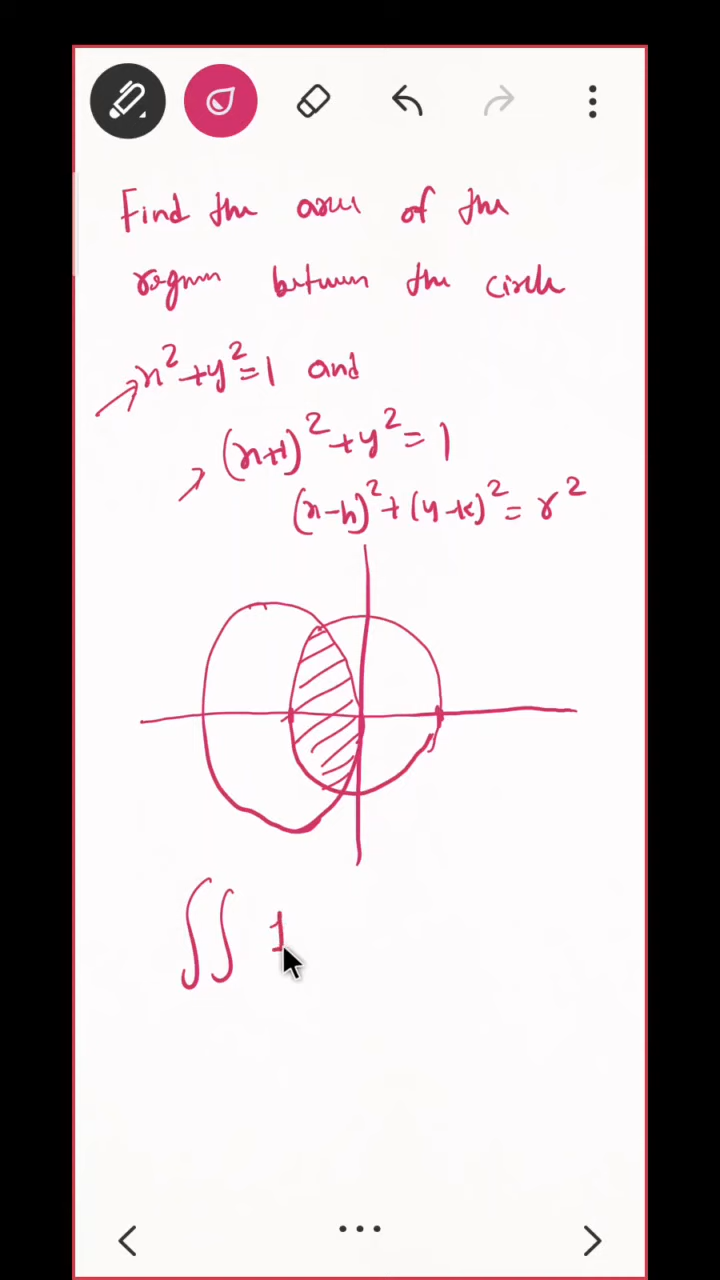 Find the area of the
region between the circle
x²+y²=1 and
(x+1)²+y²=1
(x-h)²+(y-k)²=r²
∫∫ 1